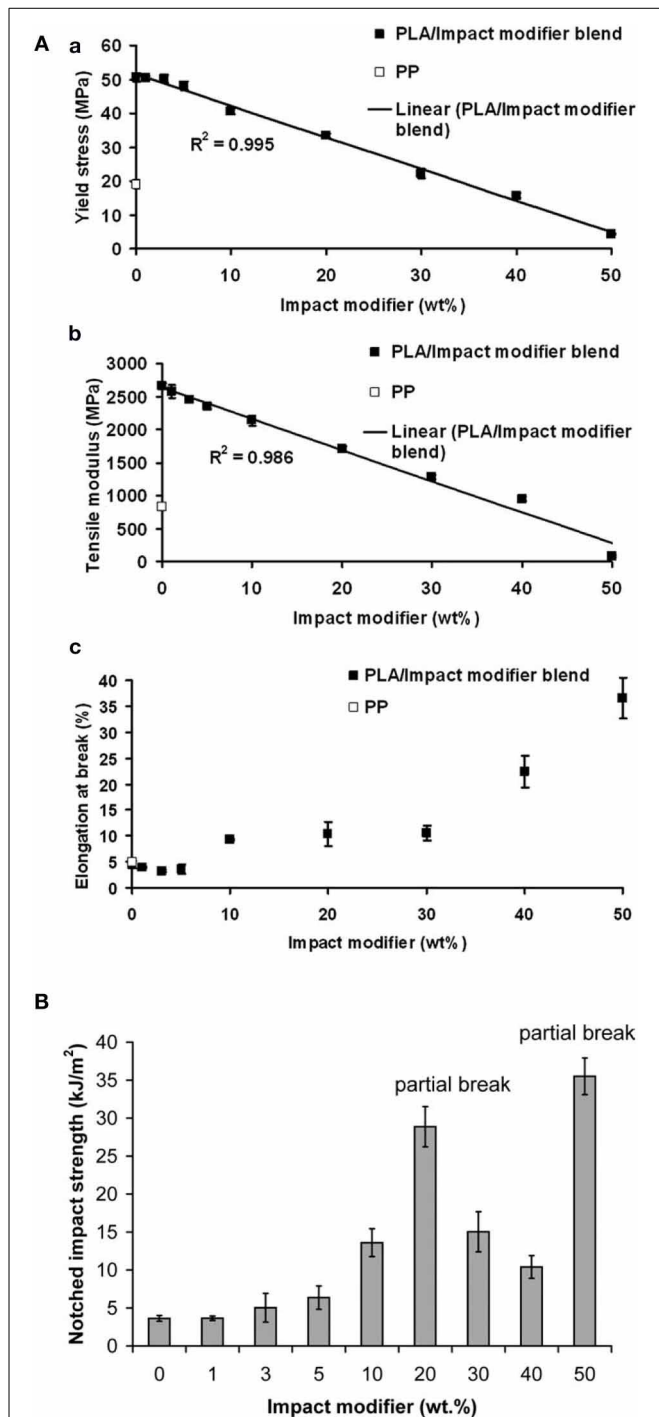 A
a
PLA/Impact modifier blend
PP
Linear (PLA/Impact modifier
blend)
R² = 0.995
Yield stress (MPa)
60
50
40
30
20
10
0
0 10 20 30 40 50
Impact modifier (wt%)
b
PLA/Impact modifier blend
PP
Linear (PLA/Impact modifier
blend)
R² = 0.986
Tensile modulus (MPa)
3000
2500
2000
1500
1000
500
0
0 10 20 30 40 50
Impact modifier (wt%)
c
PLA/Impact modifier blend
PP
Elongation at break (%)
40
35
30
25
20
15
10
5
0
0 10 20 30 40 50
Impact modifier (wt%)
B
partial break
partial break
Notched impact strength (kJ/m²)
40
35
30
25
20
15
10
5
0
0 1 3 5 10 20 30 40 50
Impact modifier (wt.%)